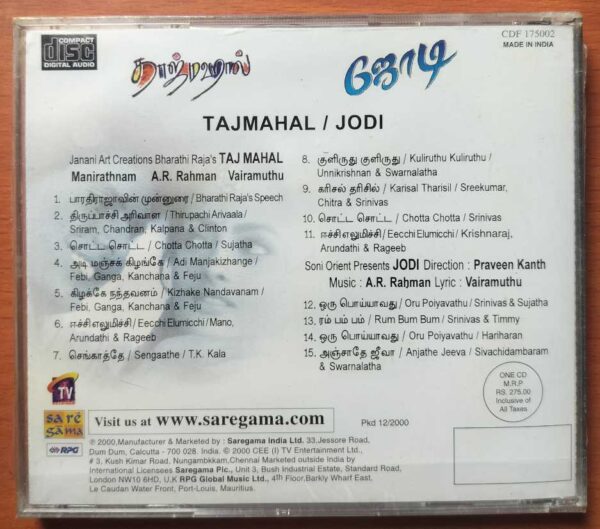 COMPACT
disc
DIGITAL AUDIO
தாஜ்மஹால்
ஜோடி
CDF 175002
MADE IN INDIA
TAJMAHAL / JODI
Janani Art Creations Bharathi Raja's TAJ MAHAL
Manirathnam A.R. Rahman Vairamuthu
1. பாரதிராஜாவின் முன்னுரை / Bharathi Raja's Speech
2. திருப்பாச்சி அரிவாள / Thirupachi Arivaala /
Sriram, Chandran, Kalpana & Clinton
3. சொட்ட சொட்ட / Chotta Chotta / Sujatha
4. அடி மஞ்சக் கிழங்கே / Adi Manjakizhange /
Febi, Ganga, Kanchana & Feju
5. கிழக்கே நந்தவனம் / Kizhake Nandavanam /
Febi, Ganga, Kanchana & Feju
6. ஈச்சி எலுமிச்சி / Eecchi Elumicchi / Mano,
Arundathi & Rageeb
7. செங்காத்தே / Sengaathe / T.K. Kala
8. குளிருது குளிருது / Kuliruthu Kuliruthu /
Unnikrishnan & Swarnalatha
9. கரிசல் தரிசில் / Karisal Tharisil / Sreekumar,
Chitra & Srinivas
10. சொட்ட சொட்ட / Chotta Chotta / Srinivas
11. ஈச்சி எலுமிச்சி / Eecchi Elumicchi / Krishnaraj,
Arundathi & Rageeb
Soni Orient Presents JODI Direction : Praveen Kanth
Music : A.R. Rahman Lyric : Vairamuthu
12. ஒரு பொய்யாவது / Oru Poiyavathu / Srinivas & Sujatha
13. ரம் பம் பம் / Rum Bum Bum / Srinivas & Timmy
14. ஒரு பொய்யாவது / Oru Poiyavathu / Hariharan
15. அஞ்சாதே ஜீவா / Anjathe Jeeva / Sivachidambaram
& Swarnalatha
ONE CD
M.R.P
RS. 275.00
Inclusive of
All Taxes
TV
sa re
ga ma
RPG
Visit us at www.saregama.com
Pkd 12/2000
℗ 2000,Manufacturer & Marketed by : Saregama India Ltd. 33,Jessore Road,
Dum Dum, Calcutta - 700 028. India. © 2000 CEE (I) TV Entertainment Ltd.,
# 3, Kush Kimar Road, Nungambkkam,Marketed outside India by
International Licensees Saregama Plc., Unit 3, Bush Industrial Estate, Standard Road,
London NW10 6HD, U.K RPG Global Music Ltd., 4th Floor,Barkly Wharf East,
Le Caudan Water Front, Port-Louis, Mauritius.